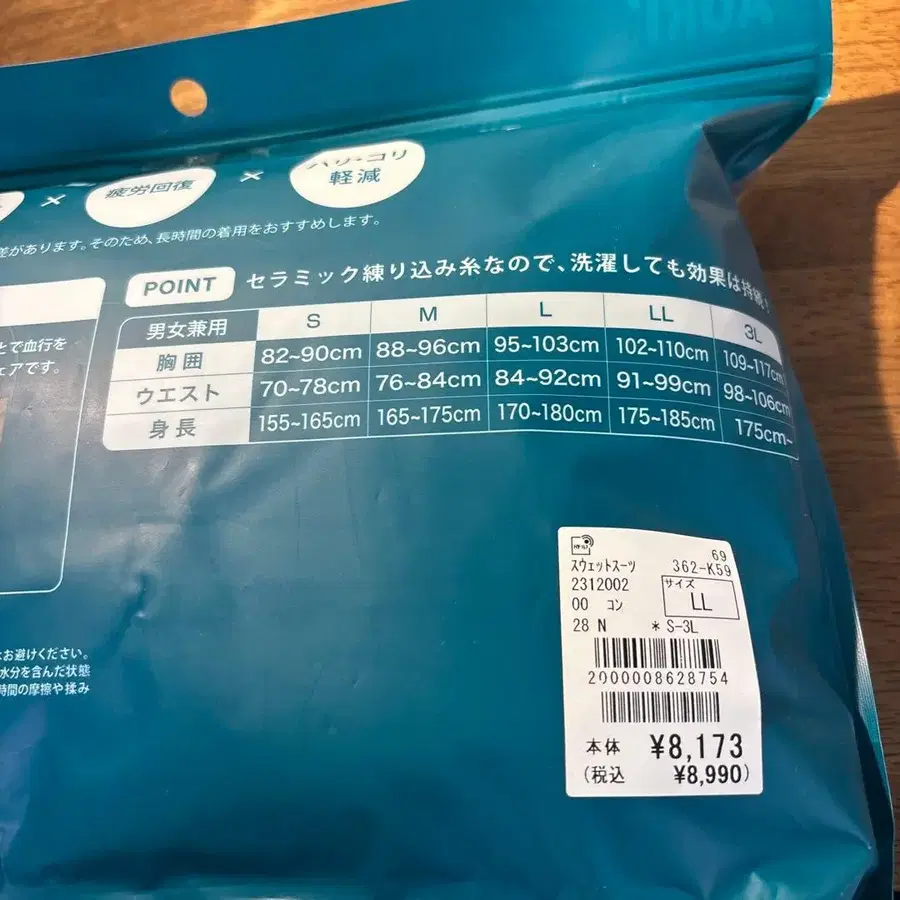 ×
疲労回復
×
ハリ・コリ
軽減
差があります。そのため、長時間の着用をおすすめします。
とで血行を
ェアです。
POINT セラミック練り込み糸なので、洗濯しても効果は持続
男女兼用 S M L LL 3L
胸囲 82~90cm 88~96cm 95~103cm 102~110cm 109~117cm
ウエスト 70~78cm 76~84cm 84~92cm 91~99cm 98~106cm
身長 155~165cm 165~175cm 170~180cm 175~185cm 175cm~
お避けください。
水分を含んだ状態
時間の摩擦や揉み
69
スウェットスーツ 362-K59
2312002 サイズ
00 コン LL
28 N * S-3L
2000008628754
本体 ¥8,173
(税込 ¥8,990)